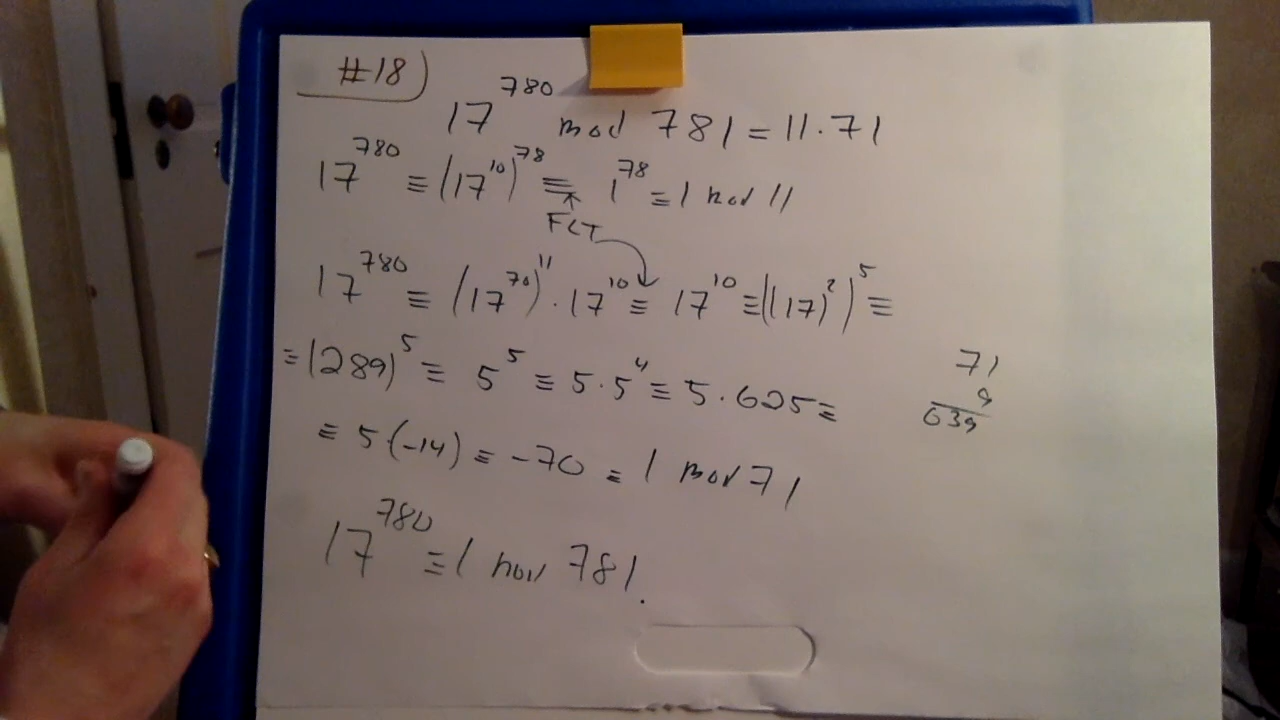 #18)
17^780 mod 781 = 11·71
17^780 ≡ (17^10)^78 ≡ 1^78 ≡ 1 mod 11
FLT
17^780 ≡ (17^70)^11 · 17^10 ≡ 17^10 ≡ ((17)^2)^5 ≡
≡ (289)^5 ≡ 5^5 ≡ 5·5^4 ≡ 5·625 ≡
71
9
639
≡ 5(-14) ≡ -70 ≡ 1 mod 71
17^780 ≡ 1 mod 781.